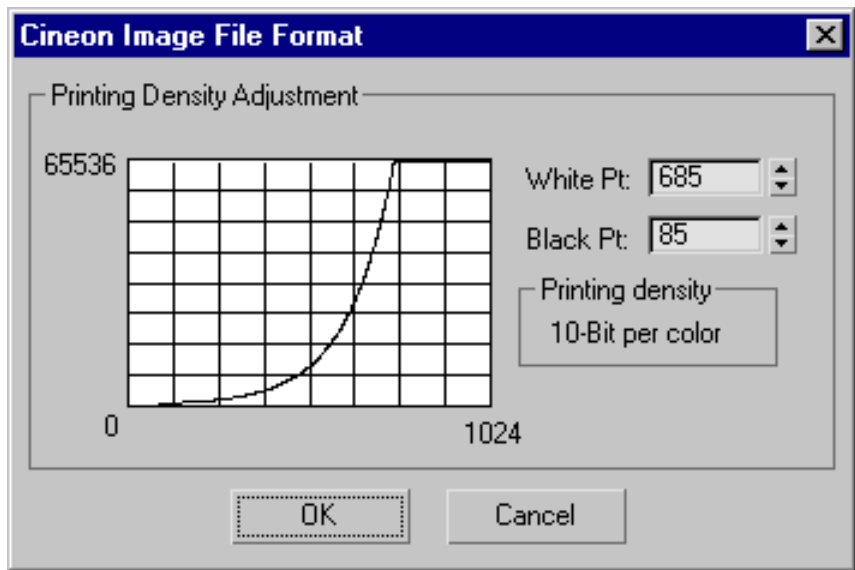 Cineon Image File Format
Printing Density Adjustment
65536
White Pt: 685
Black Pt: 85
Printing density
10-Bit per color
0
1024
OK
Cancel